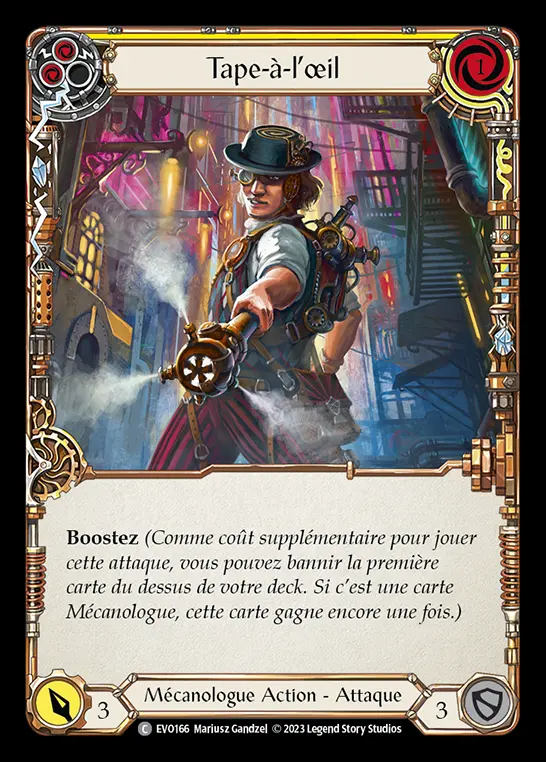 Tape-à-l'œil
1
Boostez (Comme coût supplémentaire pour jouer
cette attaque, vous pouvez bannir la première
carte du dessus de votre deck. Si c'est une carte
Mécanologue, cette carte gagne encore une fois.)
3
Mécanologue Action - Attaque
3
C EVO166 Mariusz Gandzel © 2023 Legend Story Studios